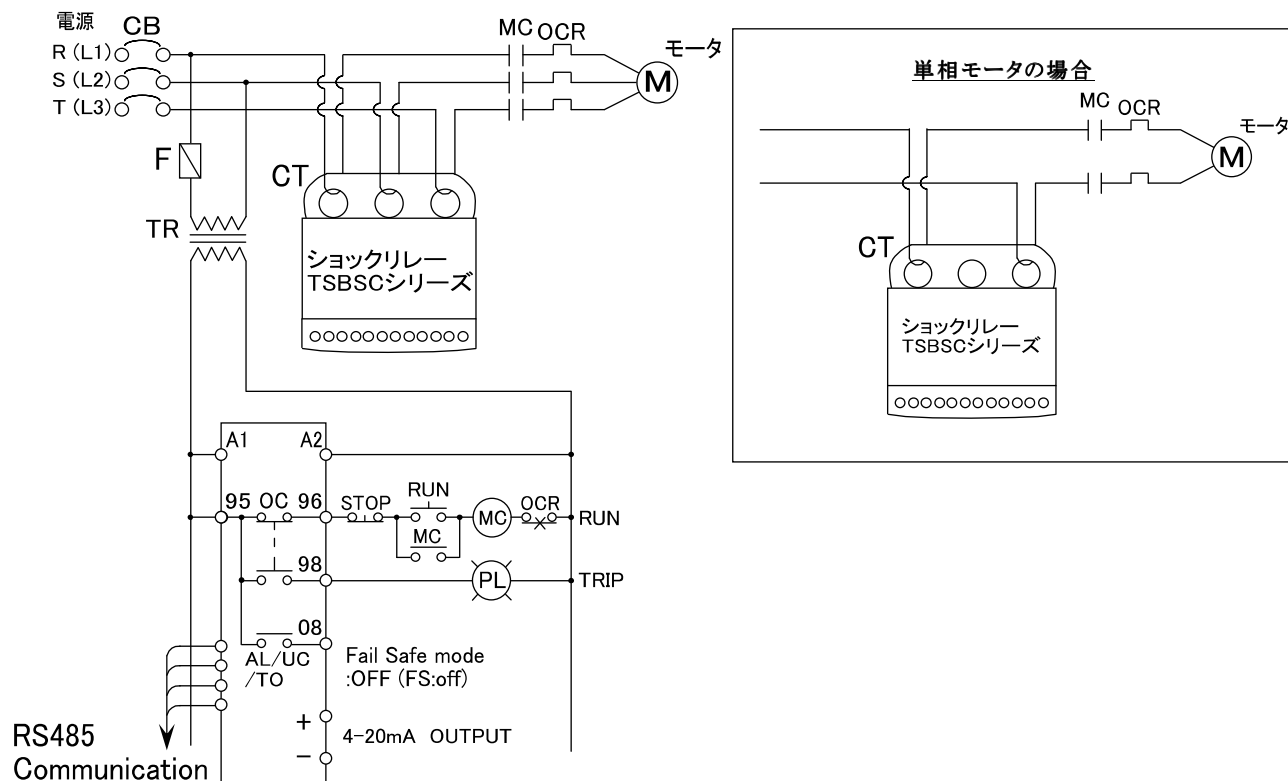 電源
CB
R (L1)
S (L2)
T (L3)
MC
OCR
モータ
M
F
CT
TR
ショックリレー
TSBSCシリーズ
単相モータの場合
MC
OCR
モータ
M
CT
ショックリレー
TSBSCシリーズ
A1
A2
95
OC
96
STOP
RUN
MC
MC
OCR
RUN
98
PL
TRIP
08
AL/UC
/TO
Fail Safe mode
:OFF (FS:off)
+
4-20mA OUTPUT
−
RS485
Communication